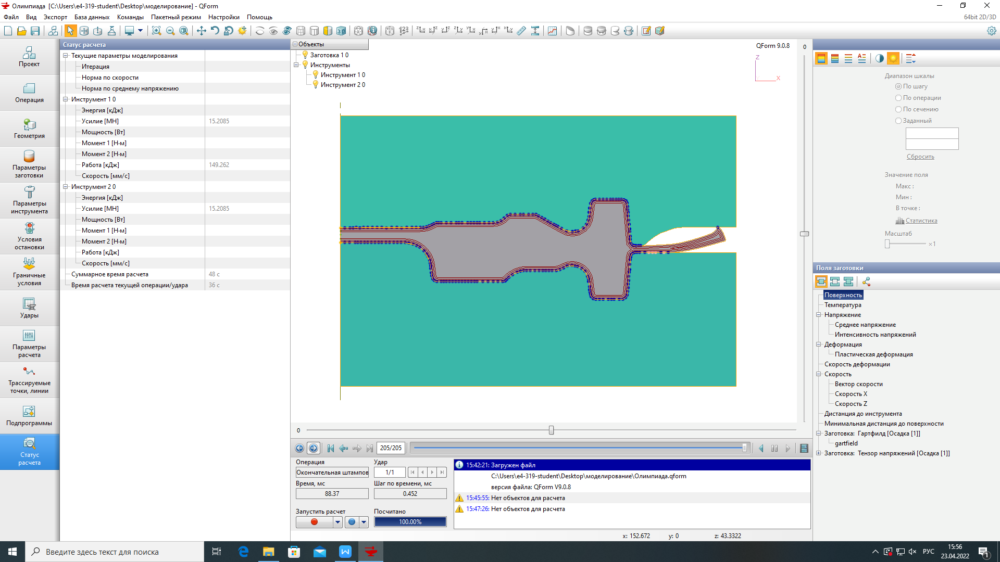 Олимпиада  [C:\Users\e4-319-student\Desktop\моделирование] - QForm
Файл Вид Экспорт База данных Команды Пакетный режим Настройки Помощь
64bit 2D/3D
Проект
Операция
Геометрия
Параметры
заготовки
Параметры
инструмента
Условия
остановки
Граничные
условия
Удары
Параметры
расчета
Трассируемые
точки, линии
Подпрограммы
Статус
расчета
Статус расчета
Текущие параметры моделирования
Итерация
Норма по скорости
Норма по среднему напряжению
Инструмент 1 0
Энергия [кДж]
Усилие [МН] 15.2085
Мощность [Вт]
Момент 1 [Н·м]
Момент 2 [Н·м]
Работа [кДж] 149.262
Скорость [мм/с]
Инструмент 2 0
Энергия [кДж]
Усилие [МН] 15.2085
Мощность [Вт]
Момент 1 [Н·м]
Момент 2 [Н·м]
Работа [кДж]
Скорость [мм/с]
Суммарное время расчета 48 с
Время расчета текущей операции/удара 36 с
Объекты
Заготовка 1 0
Инструменты
Инструмент 1 0
Инструмент 2 0
QForm 9.0.8
Z
X
0
0
205/205
Операция
Окончательная штампов
Удар
1/1
Время, мс
88.37
Шаг по времени, мс
0.452
Запустить расчет
Посчитано
100.00%
15:42:21: Загружен файл
C:\Users\e4-319-student\Desktop\моделирование\Олимпиада.qform
версия файла: QForm V9.0.8
15:45:55: Нет объектов для расчета
15:47:26: Нет объектов для расчета
x: 152.672 y: 0 z: 43.3322
Диапазон шкалы
По шагу
По операции
По сечению
Заданный
Сбросить
Значение поля
Макс :
Мин :
В точке :
Статистика
Масштаб
×1
Поля заготовки
Поверхность
Температура
Напряжение
Среднее напряжение
Интенсивность напряжений
Деформация
Пластическая деформация
Скорость деформации
Скорость
Вектор скорости
Скорость X
Скорость Z
Дистанция до инструмента
Минимальная дистанция до поверхности
Заготовка:  Гартфилд [Осадка [1]]
gartfield
Заготовка:  Тензор напряжений [Осадка [1]]
Введите здесь текст для поиска
РУС
15:56
23.04.2022
1